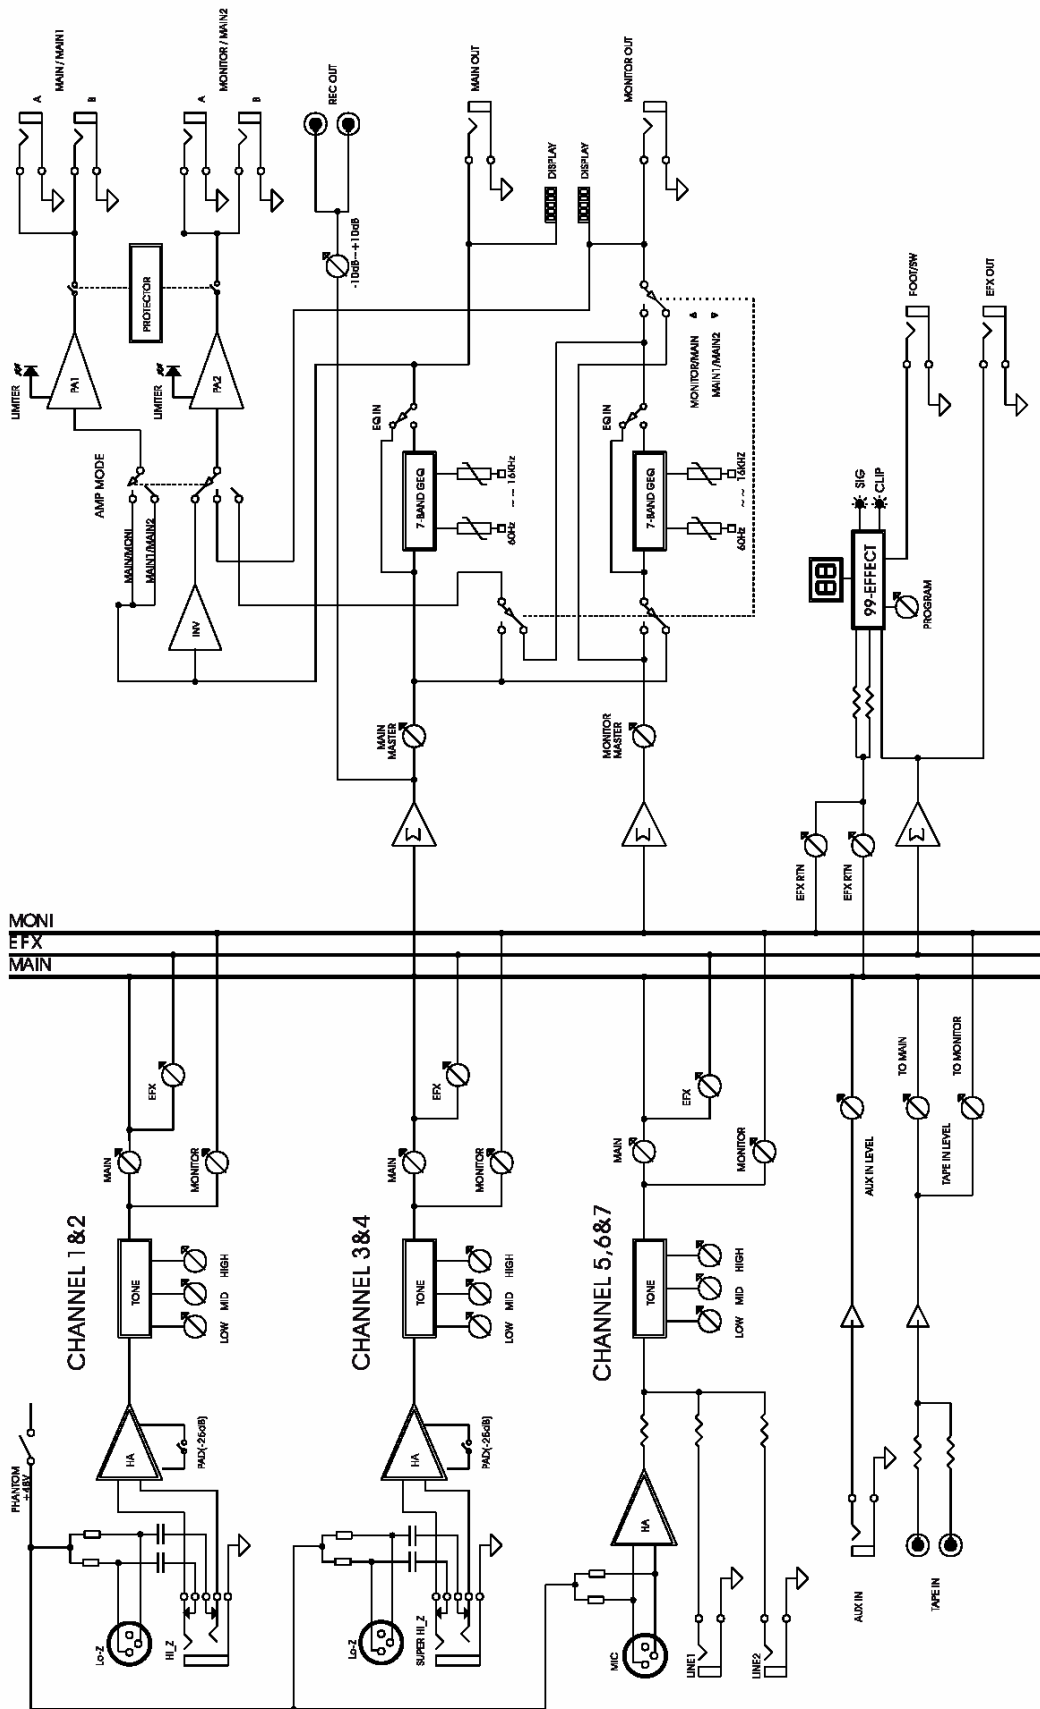 MAIN / MAIN1
A
B
MONITOR / MAIN2
A
B
REC OUT
MAIN OUT
MONITOR OUT
DISPLAY
DISPLAY
-10dB~+10dB
PROTECTOR
LIMITER
PA1
LIMITER
PA2
AMP MODE
MAIN/MONI
MAIN1/MAIN2
INV
EQ IN
7-BAND GEQ
60Hz ~ ~ 16KHz
EQ IN
7-BAND GEQ
60Hz ~ ~ 16KHZ
MONITOR/MAIN
MAIN1/MAIN2
FOOT/SW
EFX OUT
SIG
CLIP
88
99-EFFECT
PROGRAM
MAIN MASTER
MONITOR MASTER
Σ
Σ
Σ
EFX RTN
EFX RTN
MONI
EFX
MAIN
MAIN
EFX
MONITOR
MAIN
EFX
MONITOR
MAIN
EFX
MONITOR
AUX IN LEVEL
TO MAIN
TAPE IN LEVEL
TO MONITOR
CHANNEL 1&2
TONE
LOW
MID
HIGH
CHANNEL 3&4
TONE
LOW
MID
HIGH
CHANNEL 5,6&7
TONE
LOW
MID
HIGH
PHANTOM
+48V
HA
PAD(-25dB)
HA
PAD(-25dB)
HA
Lo-Z
HI_Z
Lo-Z
SUPER HI_Z
MIC
LINE1
LINE2
AUX IN
TAPE IN